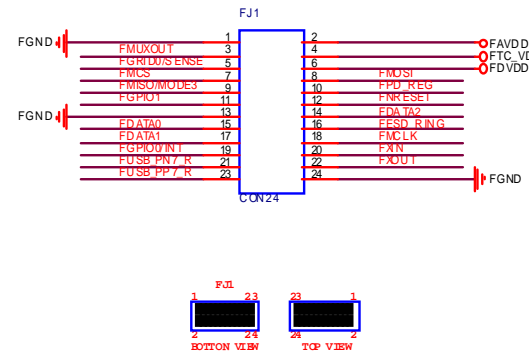 FJ1
FGND
1
2
FAVDD
FMUXOUT
3
4
FTC_VD
FGRID0/SENSE
5
6
FDVDD
FMCS
7
8
FMOSI
FMISO/MODE3
9
10
FPD_REG
FGPIO1
11
12
FNRESET
FGND
13
14
FDATA2
FDATA0
15
16
FESD_RING
FDATA1
17
18
FMCLK
FGPIO0/INT
19
20
FXIN
FUSB_PN7_R
21
22
FXOUT
FUSB_PP7_R
23
24
FGND
CON24
FJ1
1
23
23
1
2
24
24
2
BOTTON VIEW
TOP VIEW